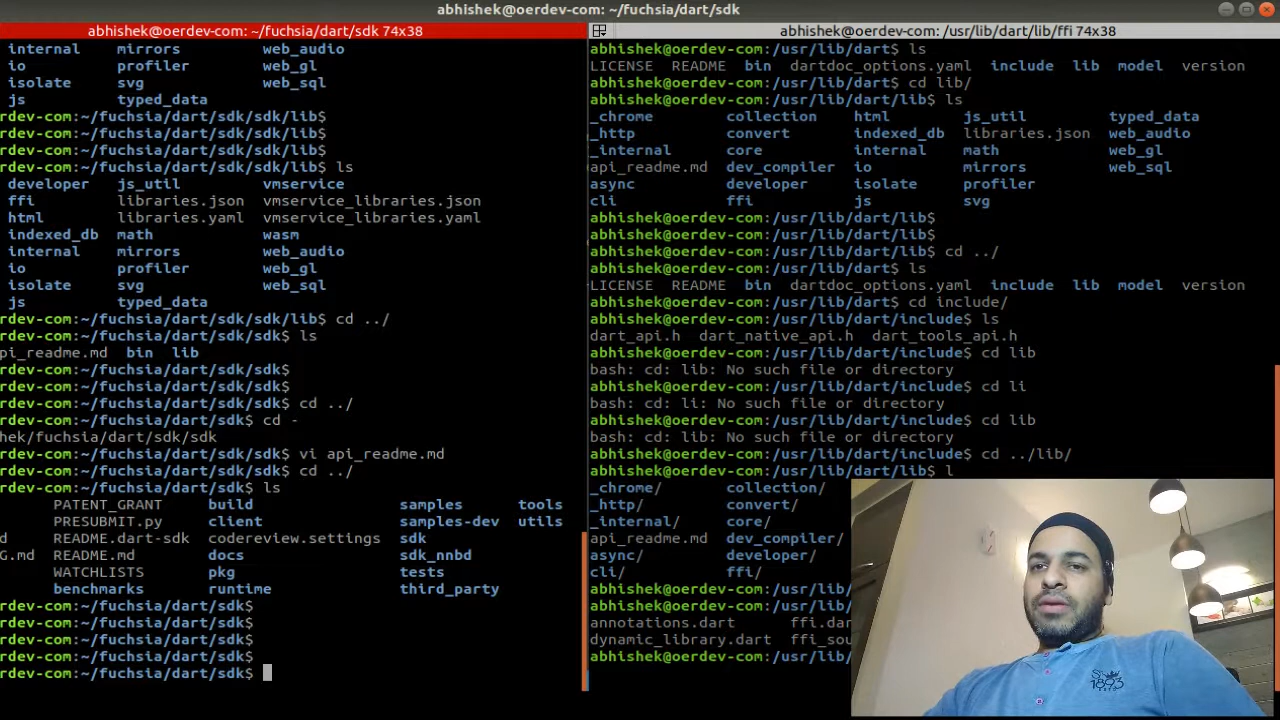 abhishek@oerdev-com: ~/fuchsia/dart/sdk
abhishek@oerdev-com: ~/fuchsia/dart/sdk 74x38
internal mirrors web_audio
io profiler web_gl
isolate svg web_sql
js typed_data
rdev-com:~/fuchsia/dart/sdk/sdk/lib$
rdev-com:~/fuchsia/dart/sdk/sdk/lib$
rdev-com:~/fuchsia/dart/sdk/sdk/lib$
rdev-com:~/fuchsia/dart/sdk/sdk/lib$ ls
developer js_util vmservice
ffi libraries.json vmservice_libraries.json
html libraries.yaml vmservice_libraries.yaml
indexed_db math wasm
internal mirrors web_audio
io profiler web_gl
isolate svg web_sql
js typed_data
rdev-com:~/fuchsia/dart/sdk/sdk/lib$ cd ../
rdev-com:~/fuchsia/dart/sdk/sdk$ ls
pi_readme.md bin lib
rdev-com:~/fuchsia/dart/sdk/sdk$
rdev-com:~/fuchsia/dart/sdk/sdk$
rdev-com:~/fuchsia/dart/sdk/sdk$ cd ../
rdev-com:~/fuchsia/dart/sdk$ cd -
hek/fuchsia/dart/sdk/sdk
rdev-com:~/fuchsia/dart/sdk/sdk$ vi api_readme.md
rdev-com:~/fuchsia/dart/sdk/sdk$ cd ../
rdev-com:~/fuchsia/dart/sdk$ ls
PATENT_GRANT build samples tools
PRESUBMIT.py client samples-dev utils
d README.dart-sdk codereview.settings sdk
G.md README.md docs sdk_nnbd
WATCHLISTS pkg tests
benchmarks runtime third_party
rdev-com:~/fuchsia/dart/sdk$
rdev-com:~/fuchsia/dart/sdk$
rdev-com:~/fuchsia/dart/sdk$
rdev-com:~/fuchsia/dart/sdk$
rdev-com:~/fuchsia/dart/sdk$
abhishek@oerdev-com: /usr/lib/dart/lib/ffi 74x38
abhishek@oerdev-com:/usr/lib/dart$ ls
LICENSE README bin dartdoc_options.yaml include lib model version
abhishek@oerdev-com:/usr/lib/dart$ cd lib/
abhishek@oerdev-com:/usr/lib/dart/lib$ ls
_chrome collection html js_util typed_data
_http convert indexed_db libraries.json web_audio
_internal core internal math web_gl
api_readme.md dev_compiler io mirrors web_sql
async developer isolate profiler
cli ffi js svg
abhishek@oerdev-com:/usr/lib/dart/lib$
abhishek@oerdev-com:/usr/lib/dart/lib$
abhishek@oerdev-com:/usr/lib/dart/lib$ cd ../
abhishek@oerdev-com:/usr/lib/dart$ ls
LICENSE README bin dartdoc_options.yaml include lib model version
abhishek@oerdev-com:/usr/lib/dart$ cd include/
abhishek@oerdev-com:/usr/lib/dart/include$ ls
dart_api.h dart_native_api.h dart_tools_api.h
abhishek@oerdev-com:/usr/lib/dart/include$ cd lib
bash: cd: lib: No such file or directory
abhishek@oerdev-com:/usr/lib/dart/include$ cd li
bash: cd: li: No such file or directory
abhishek@oerdev-com:/usr/lib/dart/include$ cd lib
bash: cd: lib: No such file or directory
abhishek@oerdev-com:/usr/lib/dart/include$ cd ../lib/
abhishek@oerdev-com:/usr/lib/dart/lib$ l
_chrome/ collection/
_http/ convert/
_internal/ core/
api_readme.md dev_compiler/
async/ developer/
cli/ ffi/
abhishek@oerdev-com:/usr/lib/
abhishek@oerdev-com:/usr/lib/
annotations.dart ffi.dar
dynamic_library.dart ffi_sou
abhishek@oerdev-com:/usr/lib/
1893